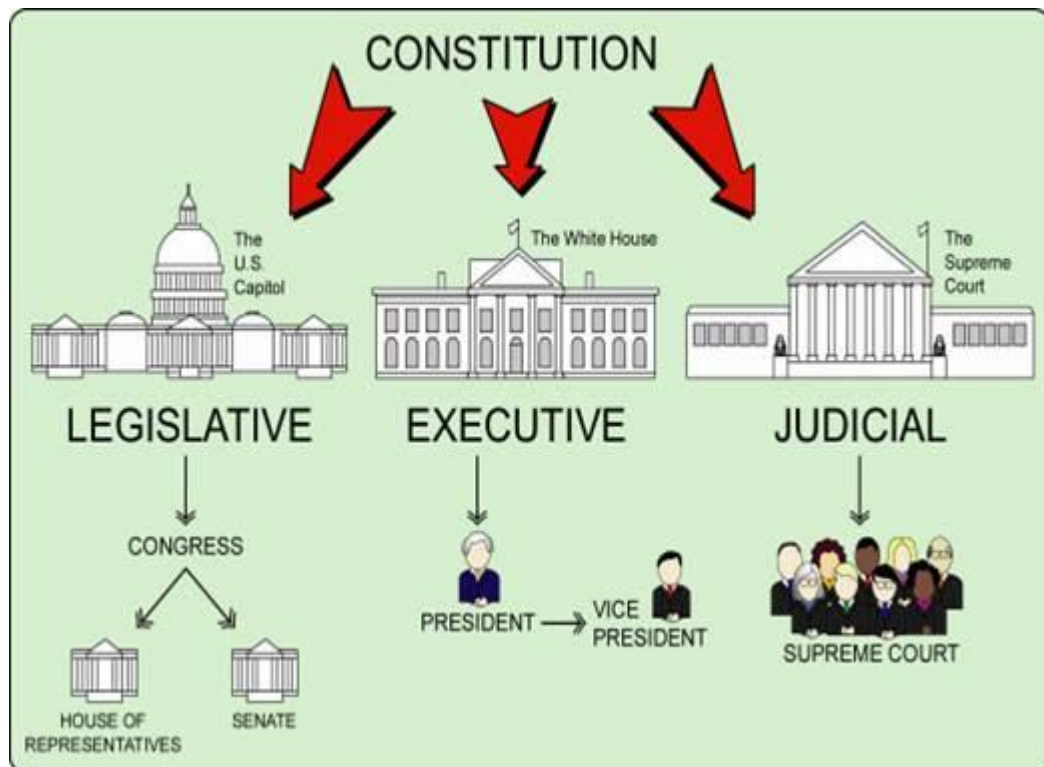 CONSTITUTION
The
U.S.
Capitol
The White House
The
Supreme
Court
LEGISLATIVE
EXECUTIVE
JUDICIAL
CONGRESS
HOUSE OF
REPRESENTATIVES
SENATE
PRESIDENT
VICE
PRESIDENT
SUPREME COURT